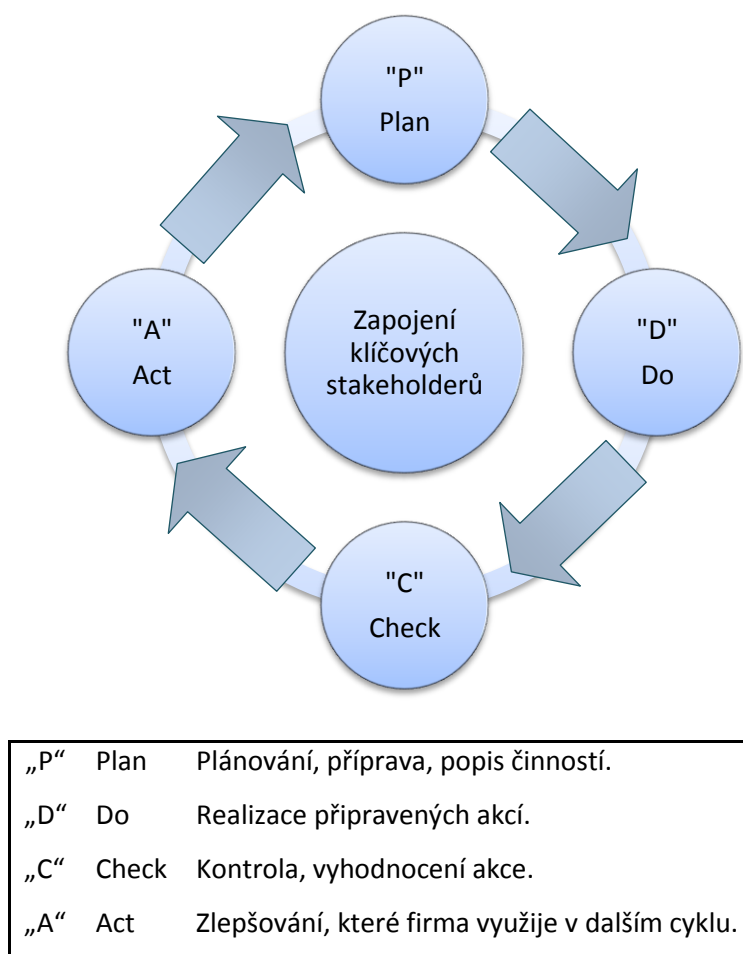 "P"
Plan
"A"
Act
Zapojení
klíčových
stakeholderů
"D"
Do
"C"
Check
„P“ Plan Plánování, příprava, popis činností.
„D“ Do Realizace připravených akcí.
„C“ Check Kontrola, vyhodnocení akce.
„A“ Act Zlepšování, které firma využije v dalším cyklu.